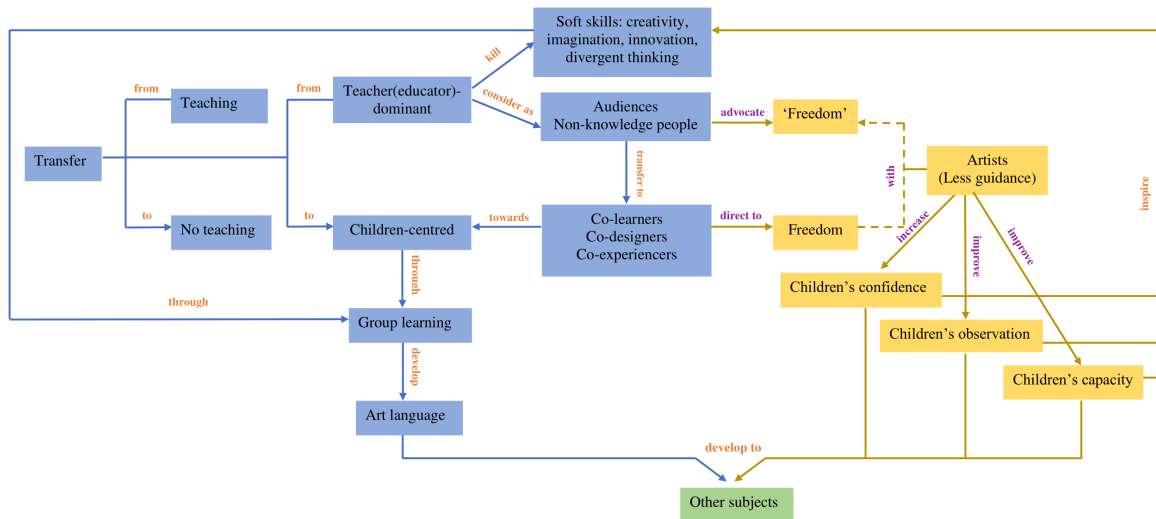 Soft skills: creativity,
imagination, innovation,
divergent thinking
kill
from
from
Teaching
Teacher(educator)-
dominant
consider as
Audiences
Non-knowledge people
advocate
‘Freedom’
Transfer
transfer to
with
Artists
(Less guidance)
inspire
to
No teaching
to
Children-centred
towards
Co-learners
Co-designers
Co-experiencers
direct to
Freedom
increase
improve
improve
through
Children’s confidence
through
Group learning
Children’s observation
develop
Children’s capacity
Art language
develop to
Other subjects